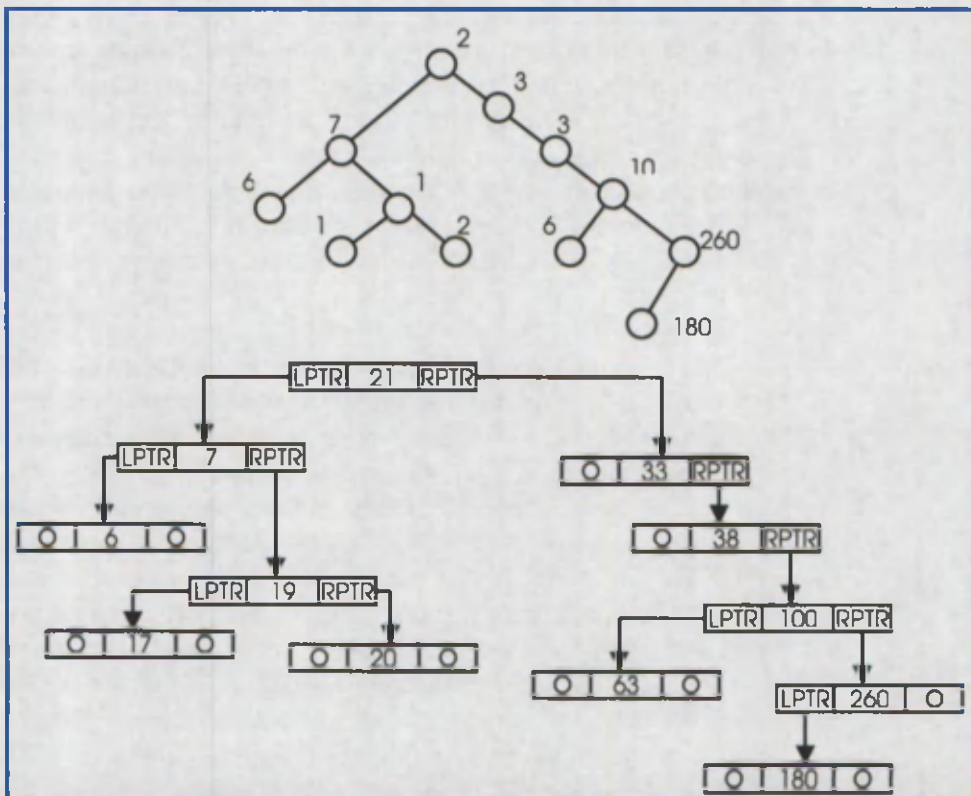 2
3
7 3
6 1 10
1 2 6 260
180
LPTR 21 RPTR
LPTR 7 RPTR
O 33 RPTR
O 6 O
O 38 RPTR
LPTR 19 RPTR
LPTR 100 RPTR
O 17 O
O 20 O
O 63 O
LPTR 260 O
O 180 O